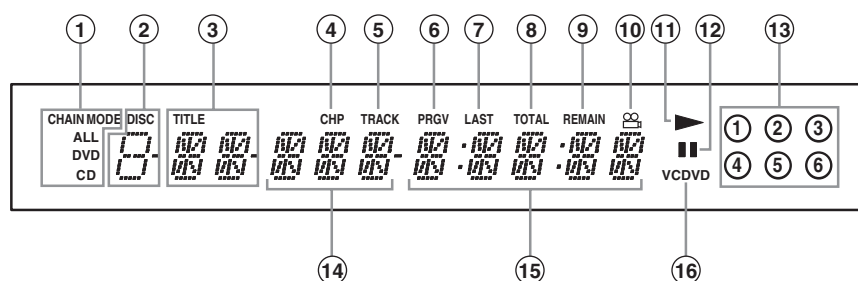 1 2 3 4 5 6 7 8 9 10 11 12 13
CHAIN MODE DISC TITLE CHP TRACK PRGV LAST TOTAL REMAIN
ALL
DVD
CD
1 2 3
4 5 6
VCDVD
14 15 16